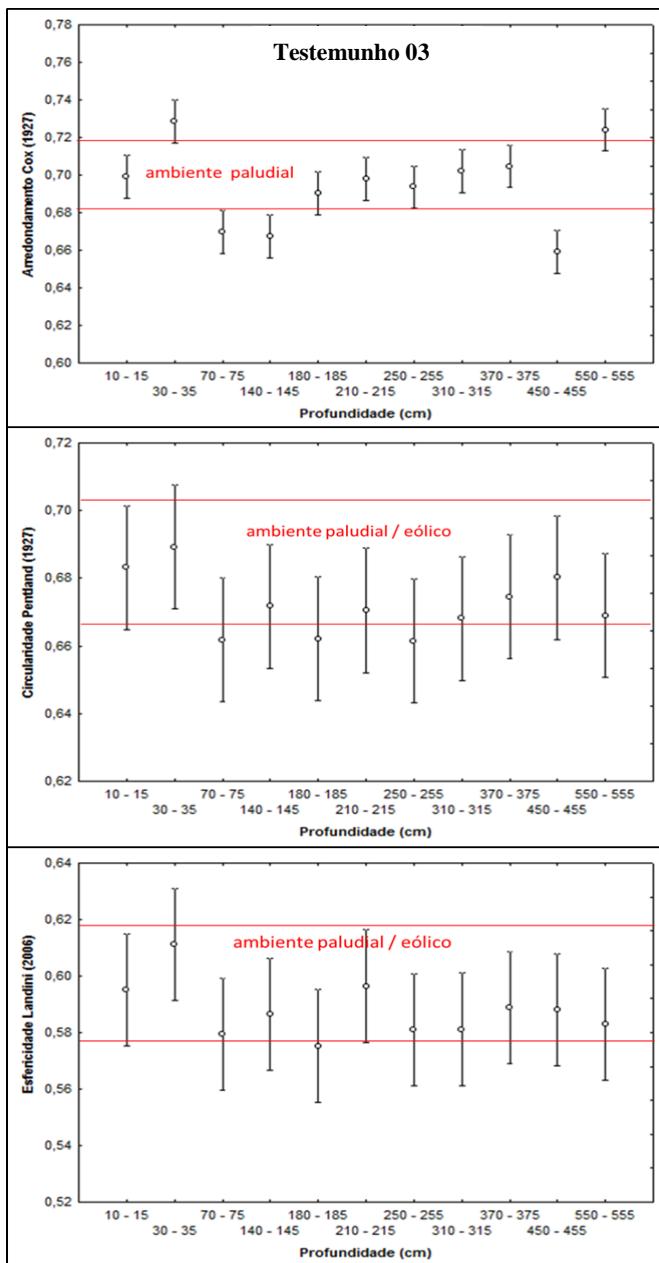 Testemunho 03
Arredondamento Cox (1927)
0,78
0,76
0,74
0,72
0,70
0,68
0,66
0,64
0,62
0,60
ambiente paludial
10 - 15 70 - 75 140 - 145 180 - 185 250 - 255 370 - 375 550 - 555
30 - 35 140 - 145 210 - 215 310 - 315 450 - 455
Profundidade (cm)
Circularidade Pentland (1927)
0,72
0,70
0,68
0,66
0,64
0,62
ambiente paludial / eólico
10 - 15 70 - 75 180 - 185 250 - 255 370 - 375 550 - 555
30 - 35 140 - 145 210 - 215 310 - 315 450 - 455
Profundidade (cm)
Esfericidade Landini (2006)
0,64
0,62
0,60
0,58
0,56
0,54
0,52
ambiente paludial / eólico
10 - 15 70 - 75 180 - 185 250 - 255 370 - 375 550 - 555
30 - 35 140 - 145 210 - 215 310 - 315 450 - 455
Profundidade (cm)